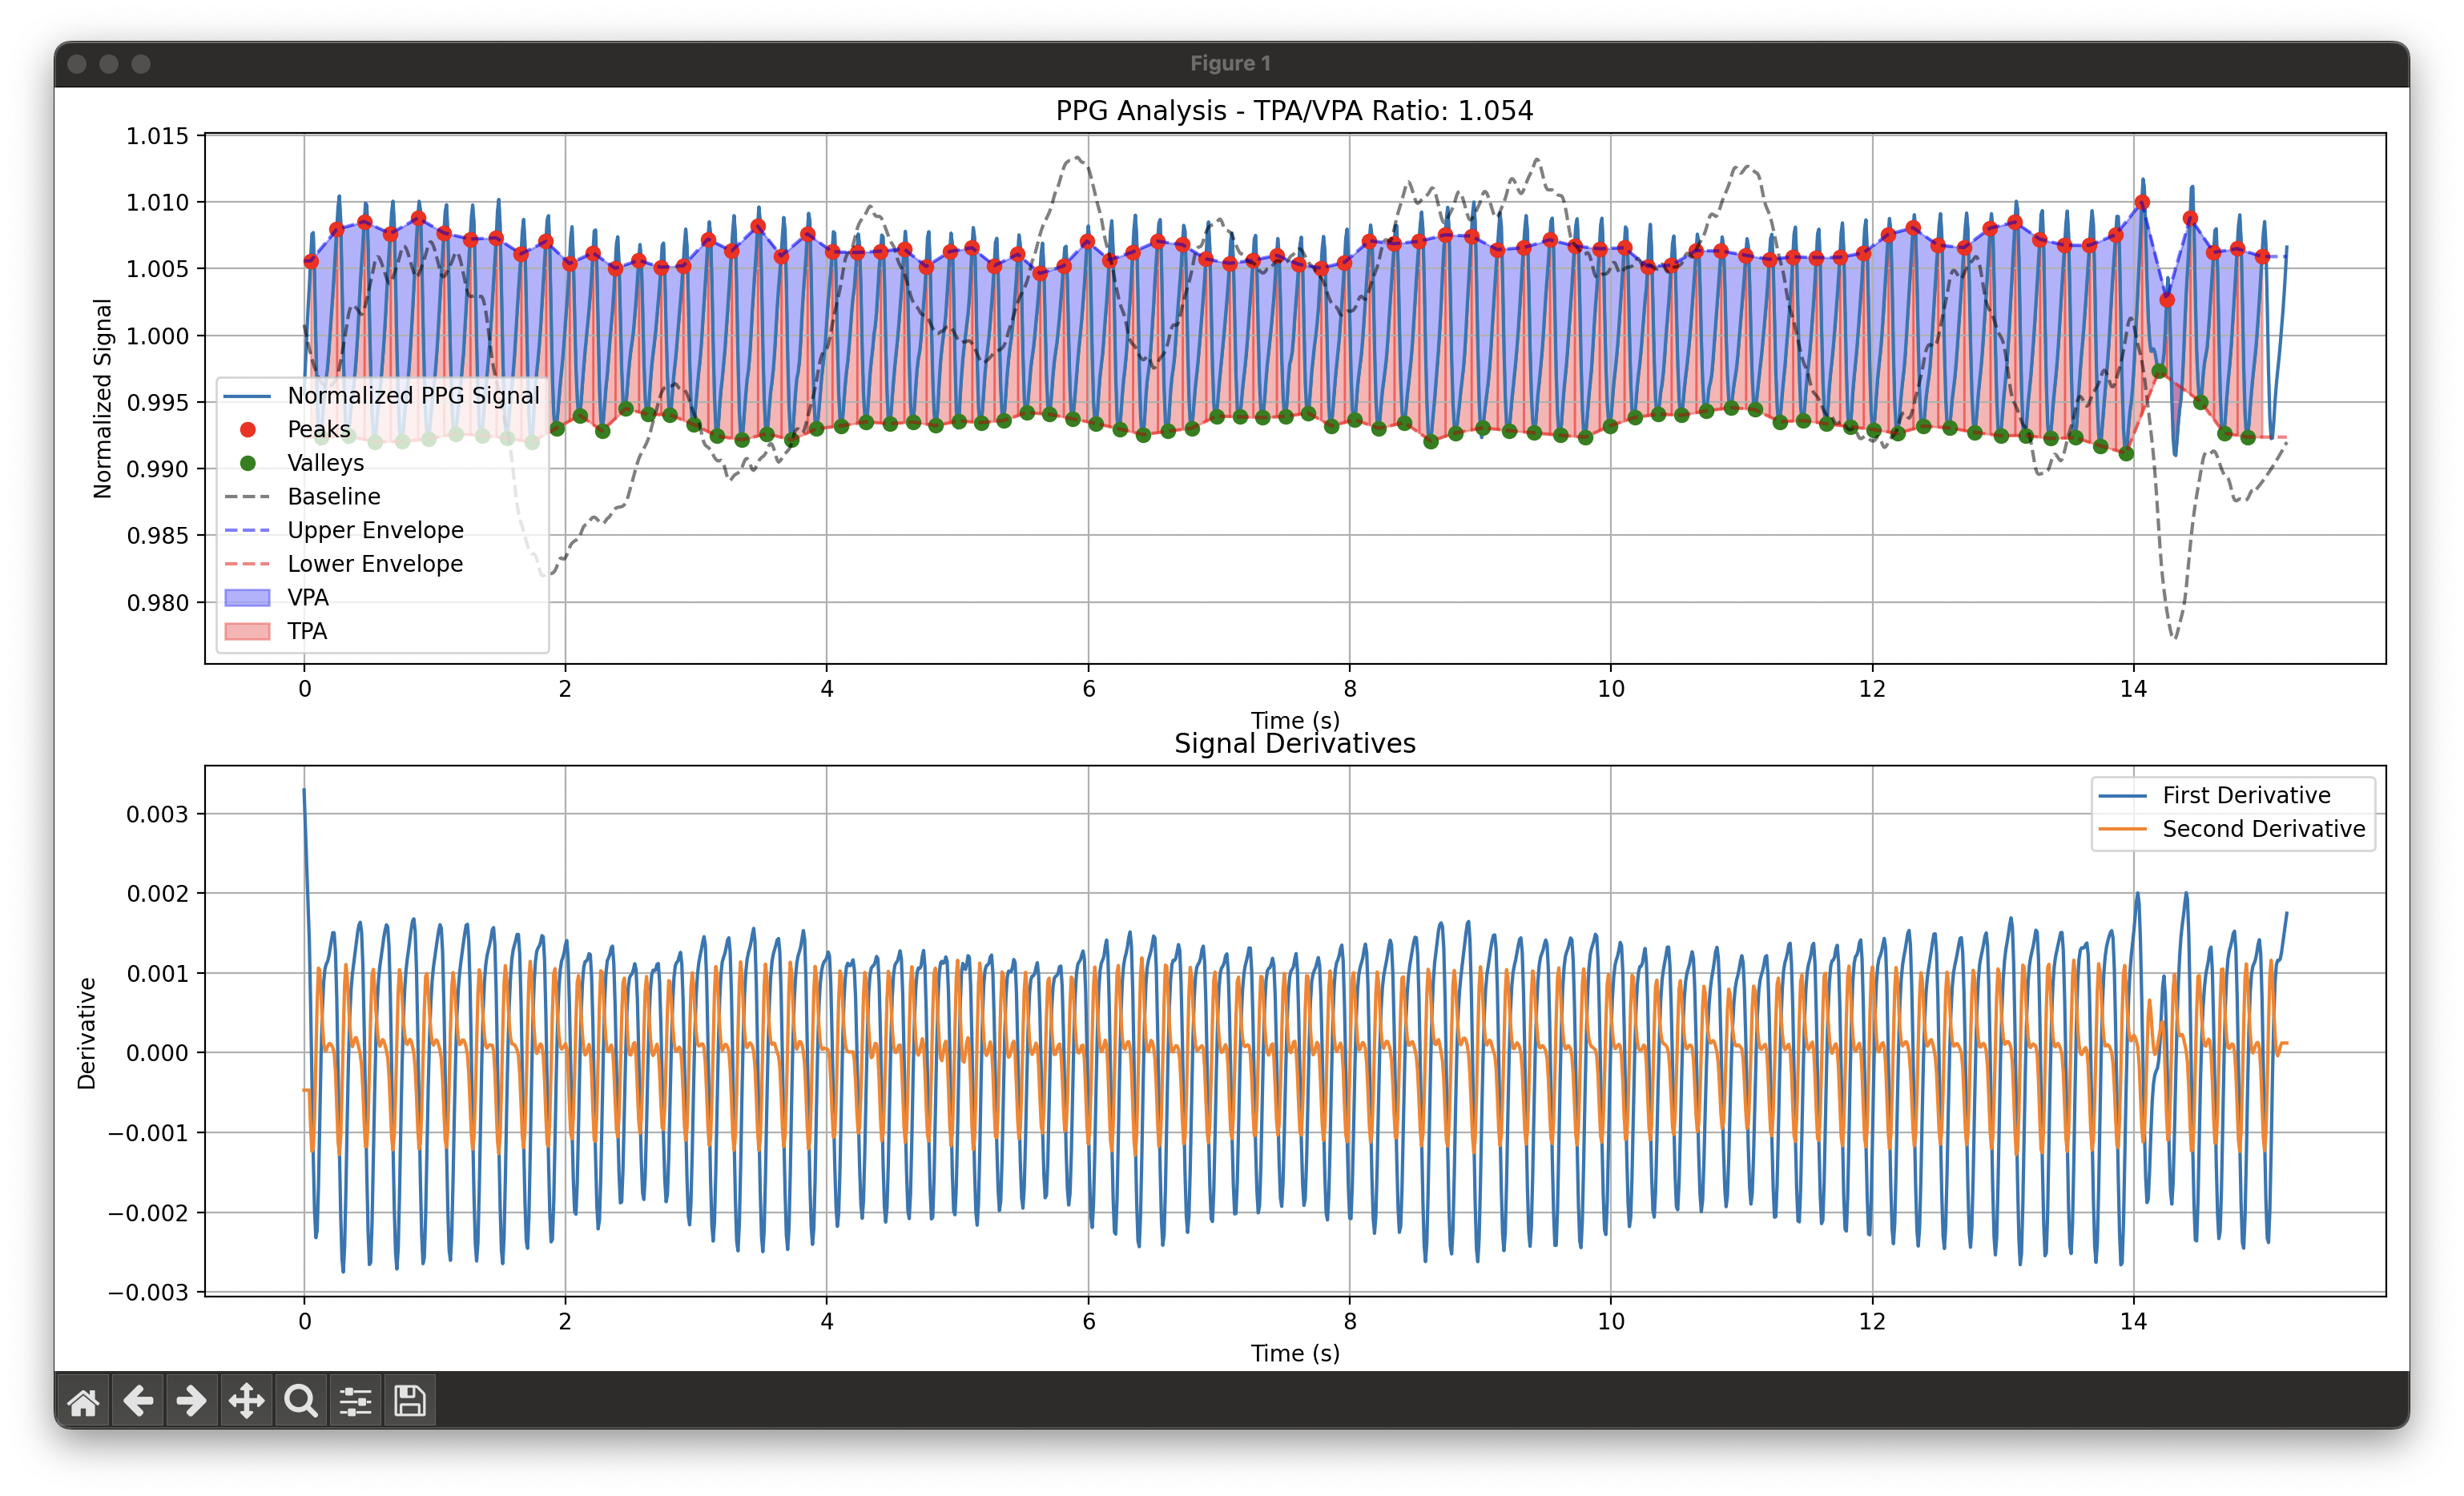 Figure 1
PPG Analysis - TPA/VPA Ratio: 1.054
1.015
1.010
1.005
1.000
0.995
0.990
0.985
0.980
Normalized Signal
Normalized PPG Signal
Peaks
Valleys
Baseline
Upper Envelope
Lower Envelope
VPA
TPA
0 2 4 6 8 10 12 14
Time (s)
Signal Derivatives
First Derivative
Second Derivative
0.003
0.002
0.001
0.000
−0.001
−0.002
−0.003
Derivative
0 2 4 6 8 10 12 14
Time (s)